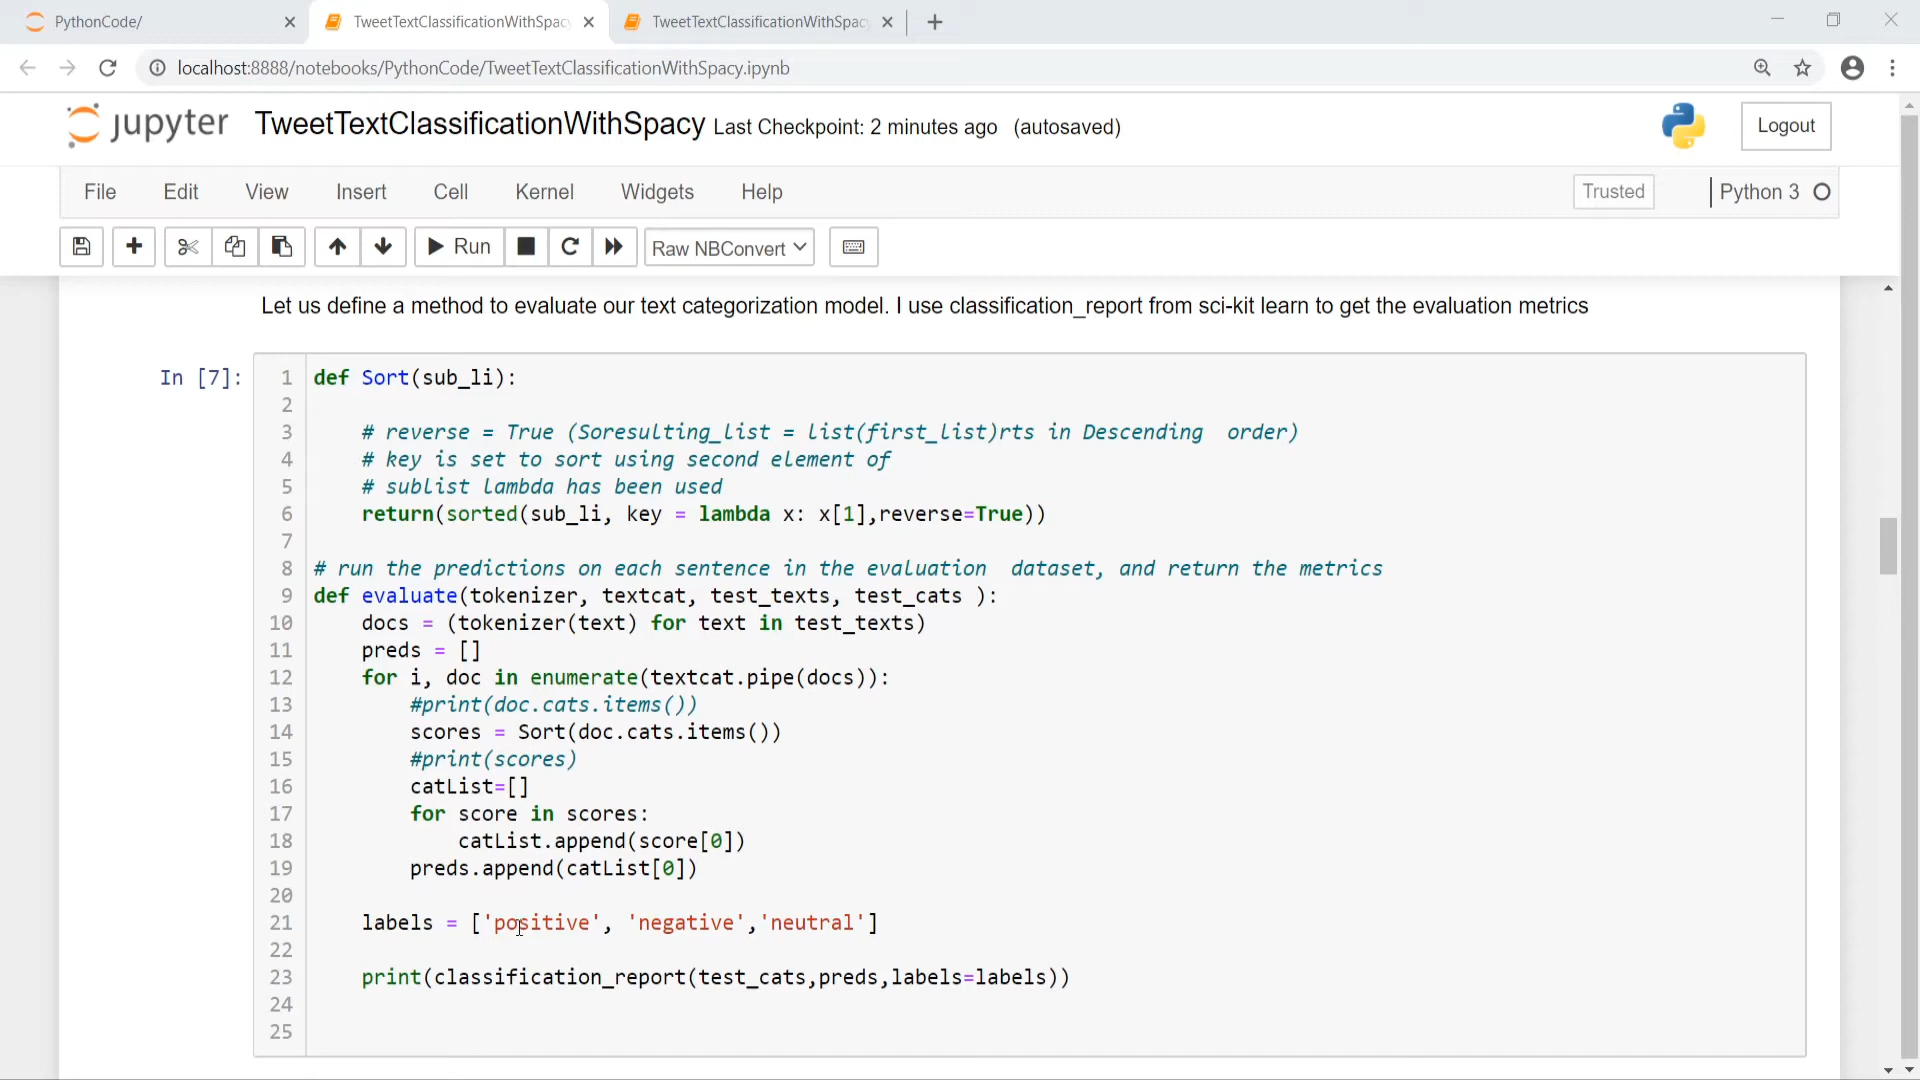 PythonCode/
TweetTextClassificationWithSpac
TweetTextClassificationWithSpac
localhost:8888/notebooks/PythonCode/TweetTextClassificationWithSpacy.ipynb
jupyter TweetTextClassificationWithSpacy Last Checkpoint: 2 minutes ago (autosaved)
Logout
File Edit View Insert Cell Kernel Widgets Help
Trusted
Python 3
Run
Raw NBConvert
Let us define a method to evaluate our text categorization model. I use classification_report from sci-kit learn to get the evaluation metrics
In [7]:
1 def Sort(sub_li):
2
3     # reverse = True (Soresulting_list = list(first_list)rts in Descending  order)
4     # key is set to sort using second element of
5     # sublist lambda has been used
6     return(sorted(sub_li, key = lambda x: x[1],reverse=True))
7
8 # run the predictions on each sentence in the evaluation  dataset, and return the metrics
9 def evaluate(tokenizer, textcat, test_texts, test_cats ):
10     docs = (tokenizer(text) for text in test_texts)
11     preds = []
12     for i, doc in enumerate(textcat.pipe(docs)):
13         #print(doc.cats.items())
14         scores = Sort(doc.cats.items())
15         #print(scores)
16         catList=[]
17         for score in scores:
18             catList.append(score[0])
19         preds.append(catList[0])
20
21     labels = ['positive', 'negative','neutral']
22
23     print(classification_report(test_cats,preds,labels=labels))
24
25